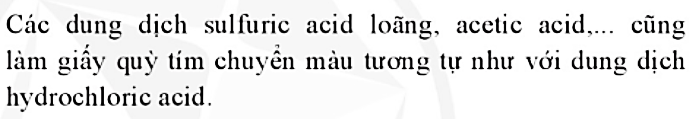 Các dung dịch sulfuric acid loãng, acetic acid,... cũng
làm giấy quỳ tím chuyển màu tương tự như với dung dịch
hydrochloric acid.